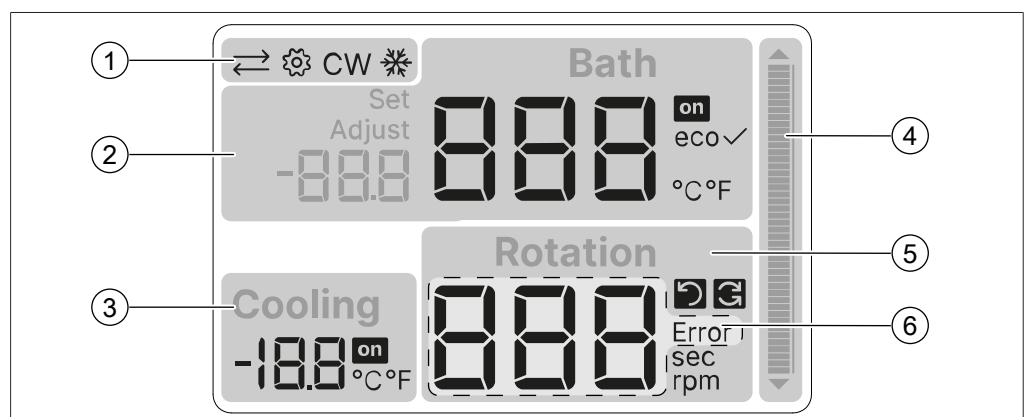 1
CW
Bath
Set
Adjust
-88.8
888
on
eco
°C°F
2
4
Rotation
5
888
Error
sec
rpm
6
3
Cooling
-18.8
on
°C°F